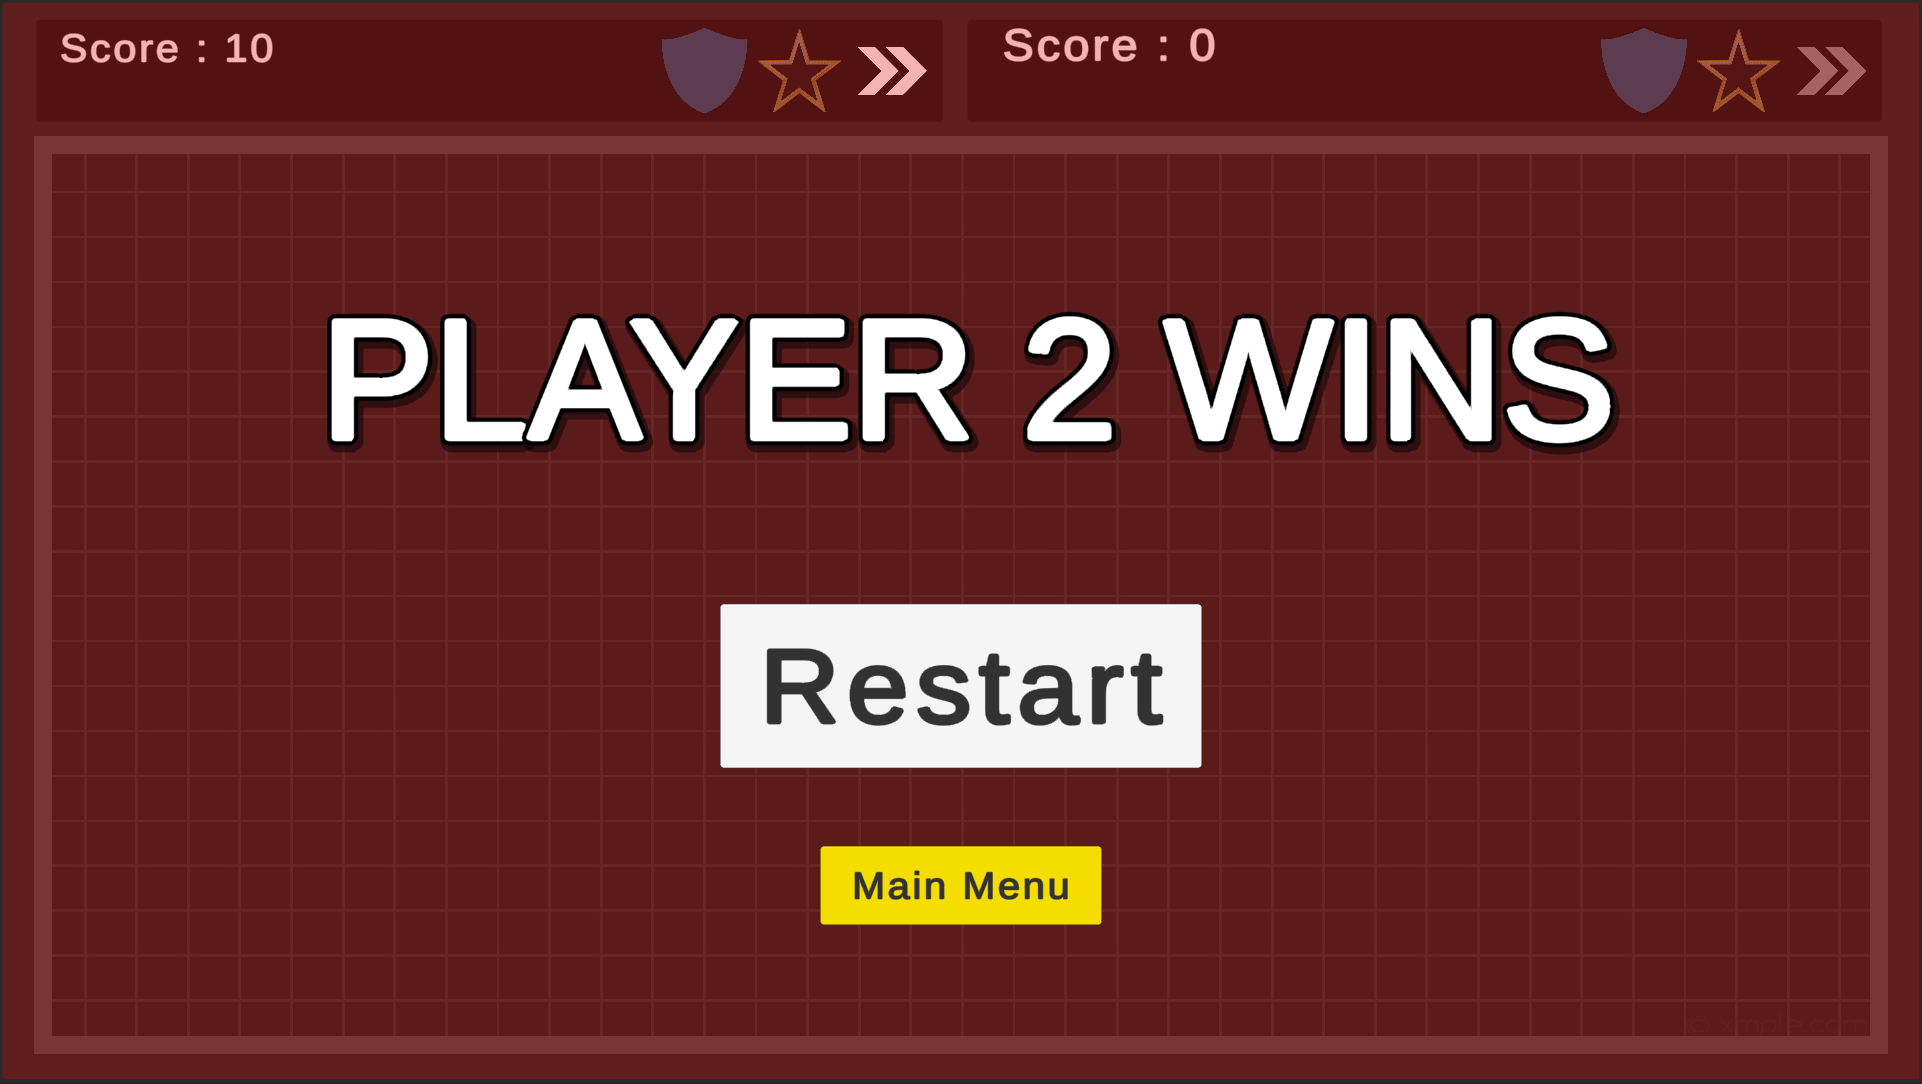 Score : 10
Score : 0
PLAYER 2 WINS
Restart
Main Menu